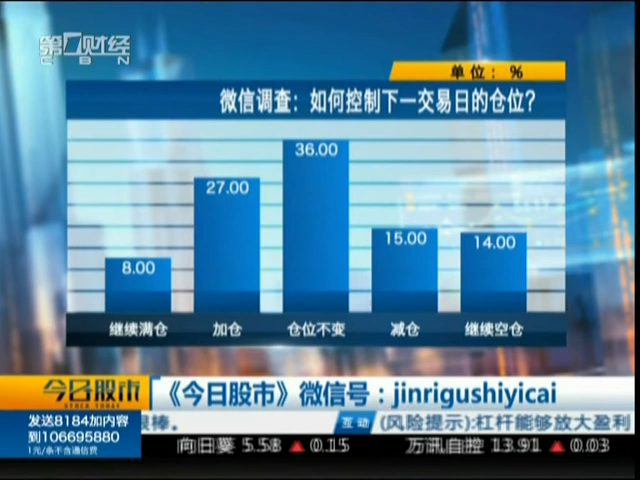 第一财经
CBN
单位：%
微信调查：如何控制下一交易日的仓位？
36.00
27.00
15.00
14.00
8.00
继续满仓 加仓 仓位不变 减仓 继续空仓
今日股市
STOCK TODAY
《今日股市》微信号：jinrigushiyicai
发送8184加内容
到106695880
1元/条不含通信费
很棒。 互动 (风险提示):杠杆能够放大盈利
向日葵 5.58 ▲ 0.15 万讯自控 13.91 ▲ 0.03